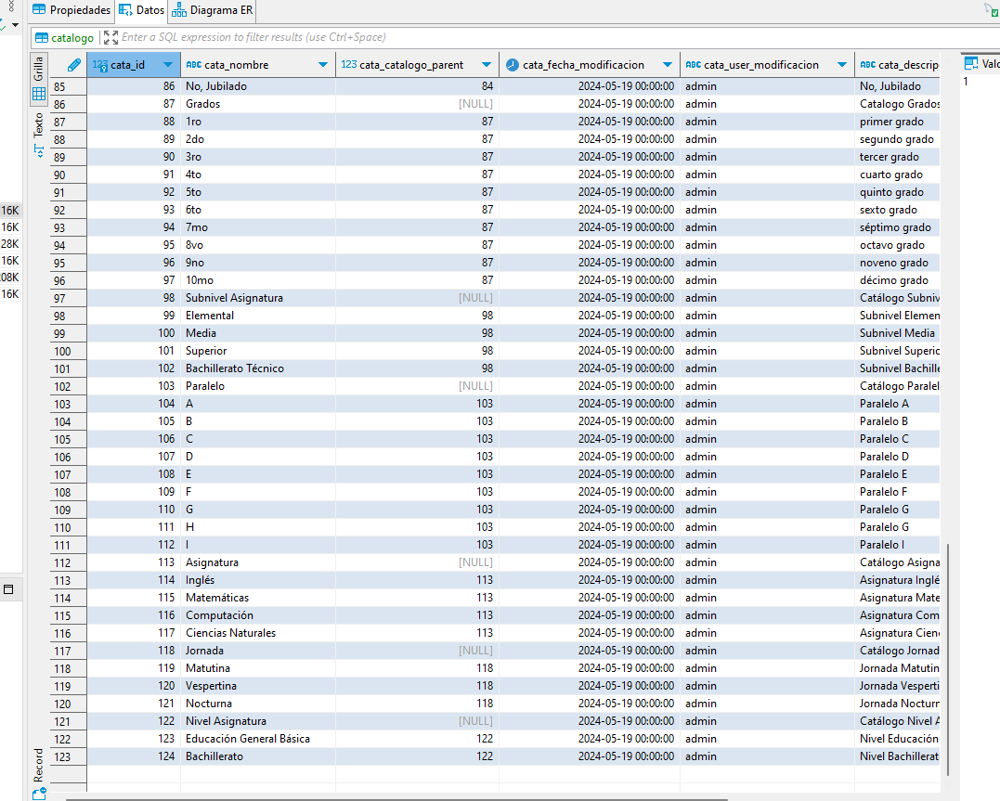 Propiedades Datos Diagrama ER
catalogo Enter a SQL expression to filter results (use Ctrl+Space)
Grilla
Texto
Record
16K
16K
28K
16K
08K
16K
123 cata_id ABC cata_nombre 123 cata_catalogo_parent cata_fecha_modificacion ABC cata_user_modificacion ABC cata_descrip
85 86 No, Jubilado 84 2024-05-19 00:00:00 admin No, Jubilado
86 87 Grados [NULL] 2024-05-19 00:00:00 admin Catalogo Grados
87 88 1ro 87 2024-05-19 00:00:00 admin primer grado
88 89 2do 87 2024-05-19 00:00:00 admin segundo grado
89 90 3ro 87 2024-05-19 00:00:00 admin tercer grado
90 91 4to 87 2024-05-19 00:00:00 admin cuarto grado
91 92 5to 87 2024-05-19 00:00:00 admin quinto grado
92 93 6to 87 2024-05-19 00:00:00 admin sexto grado
93 94 7mo 87 2024-05-19 00:00:00 admin séptimo grado
94 95 8vo 87 2024-05-19 00:00:00 admin octavo grado
95 96 9no 87 2024-05-19 00:00:00 admin noveno grado
96 97 10mo 87 2024-05-19 00:00:00 admin décimo grado
97 98 Subnivel Asignatura [NULL] 2024-05-19 00:00:00 admin Catálogo Subniv
98 99 Elemental 98 2024-05-19 00:00:00 admin Subnivel Elemen
99 100 Media 98 2024-05-19 00:00:00 admin Subnivel Media
100 101 Superior 98 2024-05-19 00:00:00 admin Subnivel Superio
101 102 Bachillerato Técnico 98 2024-05-19 00:00:00 admin Subnivel Bachille
102 103 Paralelo [NULL] 2024-05-19 00:00:00 admin Catálogo Paralel
103 104 A 103 2024-05-19 00:00:00 admin Paralelo A
104 105 B 103 2024-05-19 00:00:00 admin Paralelo B
105 106 C 103 2024-05-19 00:00:00 admin Paralelo C
106 107 D 103 2024-05-19 00:00:00 admin Paralelo D
107 108 E 103 2024-05-19 00:00:00 admin Paralelo E
108 109 F 103 2024-05-19 00:00:00 admin Paralelo F
109 110 G 103 2024-05-19 00:00:00 admin Paralelo G
110 111 H 103 2024-05-19 00:00:00 admin Paralelo G
111 112 I 103 2024-05-19 00:00:00 admin Paralelo I
112 113 Asignatura [NULL] 2024-05-19 00:00:00 admin Catálogo Asigna
113 114 Inglés 113 2024-05-19 00:00:00 admin Asignatura Inglé
114 115 Matemáticas 113 2024-05-19 00:00:00 admin Asignatura Mate
115 116 Computación 113 2024-05-19 00:00:00 admin Asignatura Com
116 117 Ciencias Naturales 113 2024-05-19 00:00:00 admin Asignatura Cien
117 118 Jornada [NULL] 2024-05-19 00:00:00 admin Catálogo Jornad
118 119 Matutina 118 2024-05-19 00:00:00 admin Jornada Matutin
119 120 Vespertina 118 2024-05-19 00:00:00 admin Jornada Vesperti
120 121 Nocturna 118 2024-05-19 00:00:00 admin Jornada Nocturn
121 122 Nivel Asignatura [NULL] 2024-05-19 00:00:00 admin Catálogo Nivel A
122 123 Educación General Básica 122 2024-05-19 00:00:00 admin Nivel Educación
123 124 Bachillerato 122 2024-05-19 00:00:00 admin Nivel Bachillerat
Valo
1